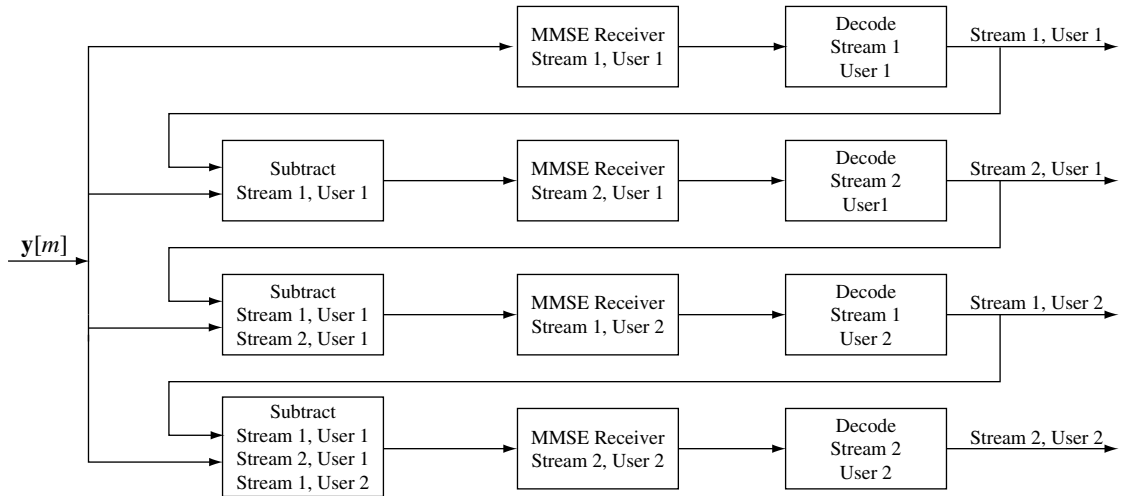 MMSE Receiver
Stream 1, User 1
Decode
Stream 1
User 1
Stream 1, User 1
Subtract
Stream 1, User 1
MMSE Receiver
Stream 2, User 1
Decode
Stream 2
User1
Stream 2, User 1
y[m]
Subtract
Stream 1, User 1
Stream 2, User 1
MMSE Receiver
Stream 1, User 2
Decode
Stream 1
User 2
Stream 1, User 2
Subtract
Stream 1, User 1
Stream 2, User 1
Stream 1, User 2
MMSE Receiver
Stream 2, User 2
Decode
Stream 2
User 2
Stream 2, User 2